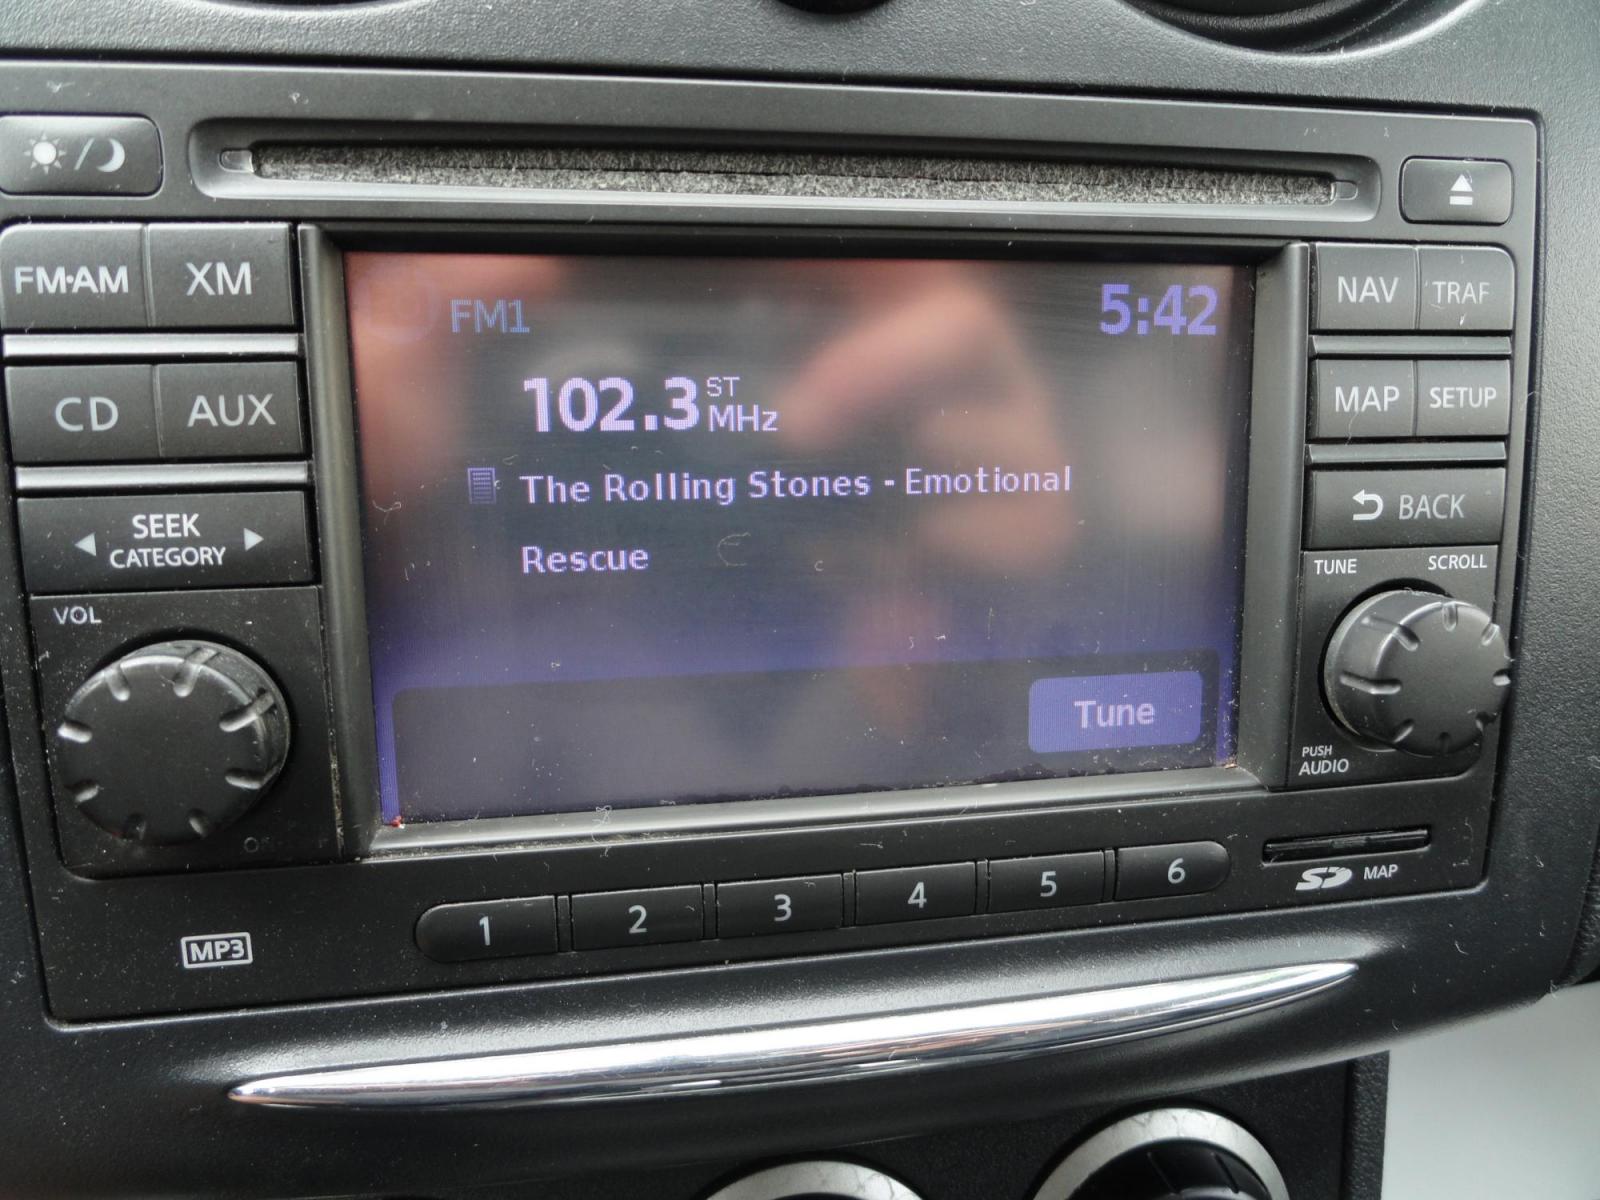 FM·AM XM
CD AUX
SEEK
CATEGORY
VOL
FM1 5:42
102.3 ST
MHz
The Rolling Stones - Emotional
Rescue
Tune
NAV TRAF
MAP SETUP
BACK
TUNE SCROLL
PUSH
AUDIO
1 2 3 4 5 6
SD MAP
MP3